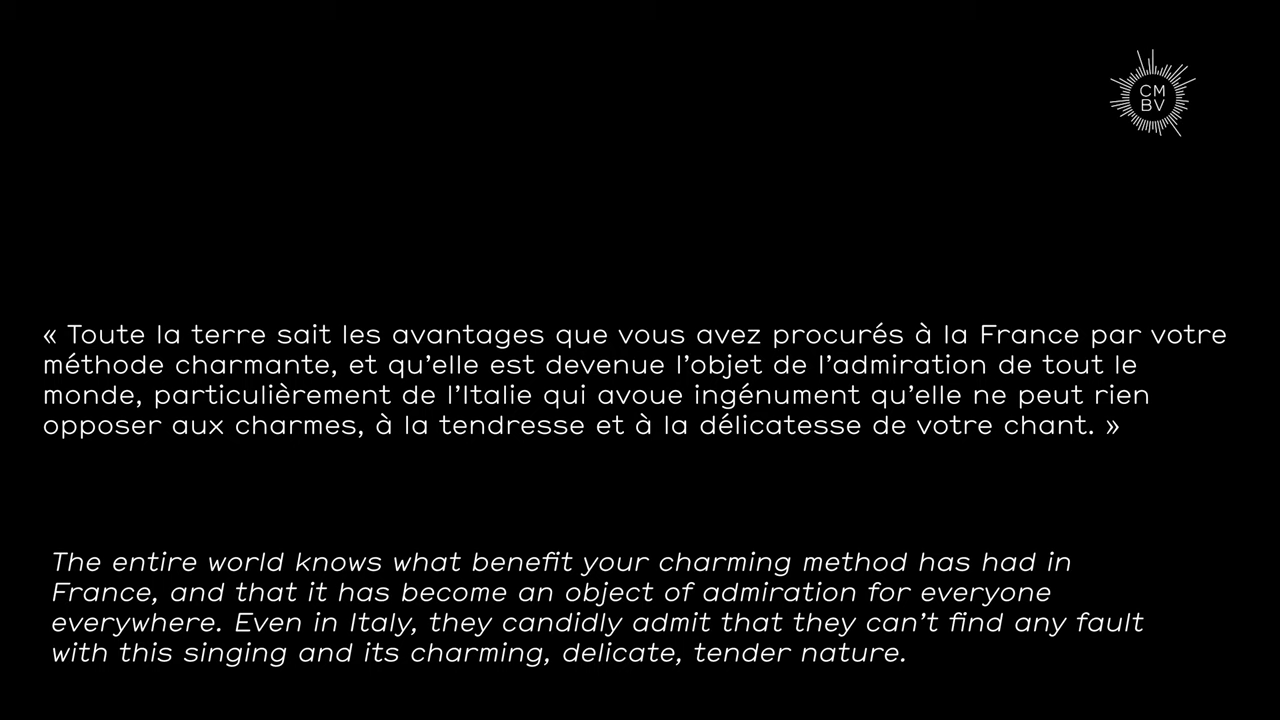 CM
BV
« Toute la terre sait les avantages que vous avez procurés à la France par votre
méthode charmante, et qu’elle est devenue l’objet de l’admiration de tout le
monde, particulièrement de l’Italie qui avoue ingénument qu’elle ne peut rien
opposer aux charmes, à la tendresse et à la délicatesse de votre chant. »
The entire world knows what benefit your charming method has had in
France, and that it has become an object of admiration for everyone
everywhere. Even in Italy, they candidly admit that they can’t find any fault
with this singing and its charming, delicate, tender nature.